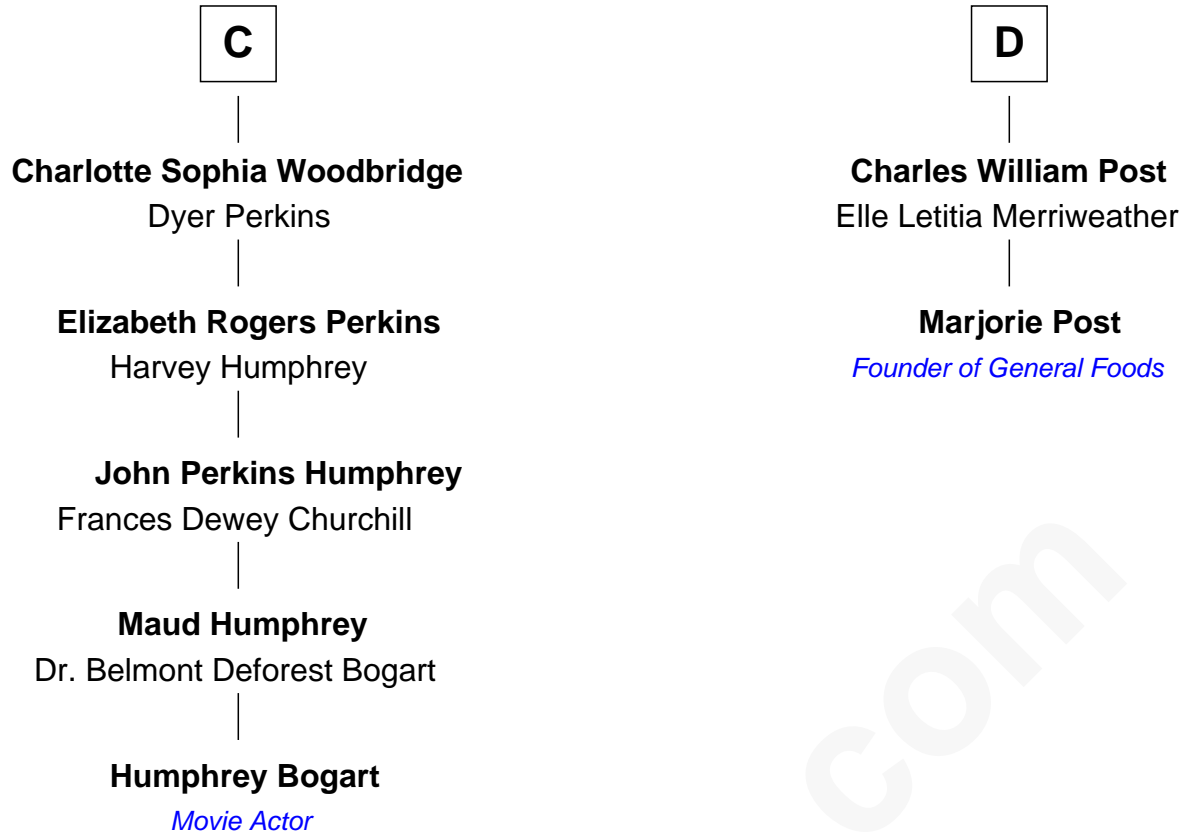 C
Charlotte Sophia Woodbridge
Dyer Perkins
Elizabeth Rogers Perkins
Harvey Humphrey
John Perkins Humphrey
Frances Dewey Churchill
Maud Humphrey
Dr. Belmont Deforest Bogart
Humphrey Bogart
Movie Actor
D
Charles William Post
Elle Letitia Merriweather
Marjorie Post
Founder of General Foods
com